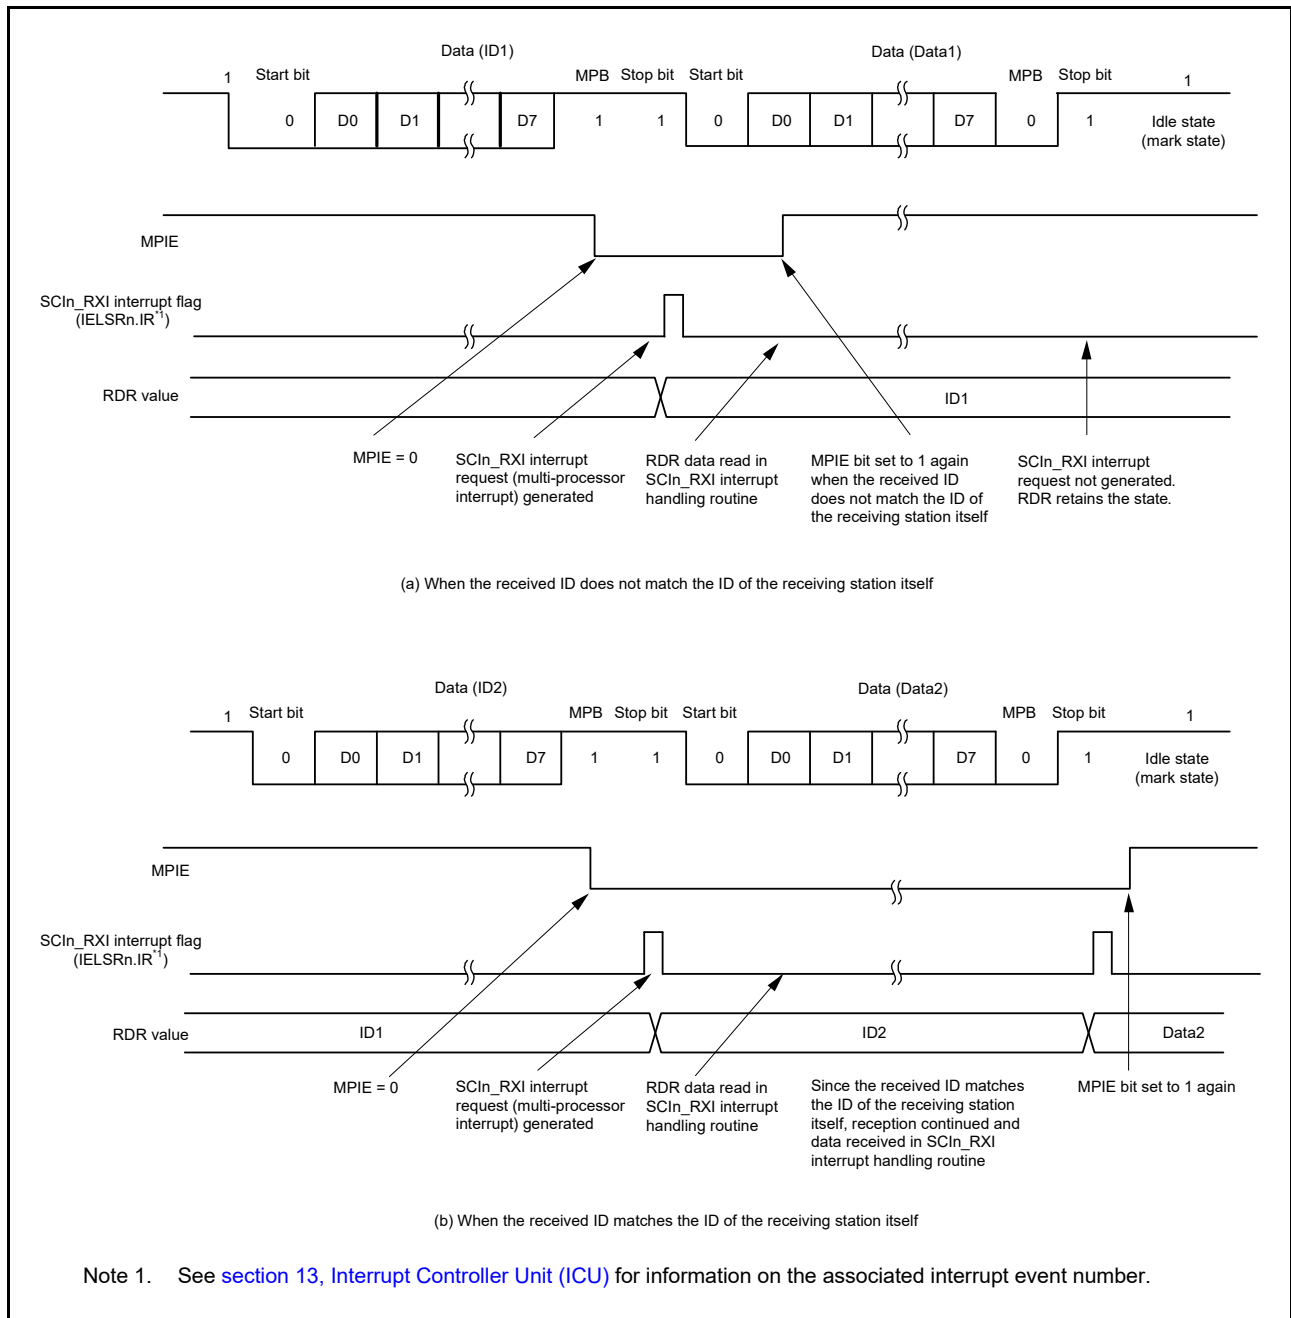 Data (ID1) Data (Data1)
1 Start bit MPB Stop bit Start bit MPB Stop bit 1
0 D0 D1 D7 1 1 0 D0 D1 D7 0 1 Idle state
(mark state)
MPIE
SCIn_RXI interrupt flag
(IELSRn.IR*1)
RDR value ID1
MPIE = 0
SCIn_RXI interrupt
request (multi-processor
interrupt) generated
RDR data read in
SCIn_RXI interrupt
handling routine
MPIE bit set to 1 again
when the received ID
does not match the ID of
the receiving station itself
SCIn_RXI interrupt
request not generated.
RDR retains the state.
(a) When the received ID does not match the ID of the receiving station itself
Data (ID2) Data (Data2)
1 Start bit MPB Stop bit Start bit MPB Stop bit 1
0 D0 D1 D7 1 1 0 D0 D1 D7 0 1 Idle state
(mark state)
MPIE
SCIn_RXI interrupt flag
(IELSRn.IR*1)
RDR value ID1 ID2 Data2
MPIE = 0
SCIn_RXI interrupt
request (multi-processor
interrupt) generated
RDR data read in
SCIn_RXI interrupt
handling routine
Since the received ID matches
the ID of the receiving station
itself, reception continued and
data received in SCIn_RXI
interrupt handling routine
MPIE bit set to 1 again
(b) When the received ID matches the ID of the receiving station itself
Note 1. See section 13, Interrupt Controller Unit (ICU) for information on the associated interrupt event number.